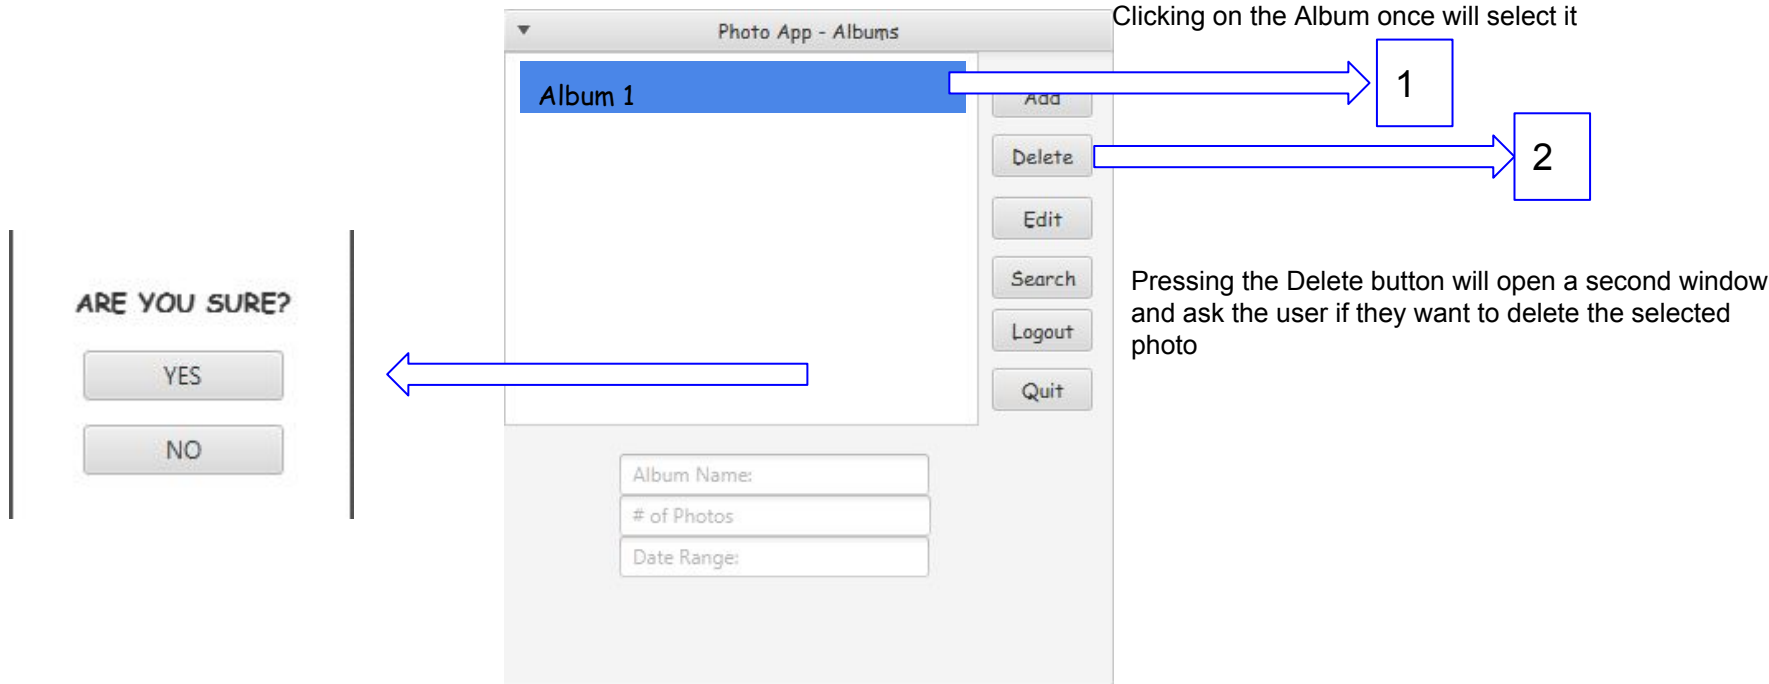 Clicking on the Album once will select it
Photo App - Albums
Album 1
1
Add
Delete
2
Edit
Search
Logout
Quit
Pressing the Delete button will open a second window
and ask the user if they want to delete the selected
photo
ARE YOU SURE?
YES
NO
Album Name:
# of Photos
Date Range: